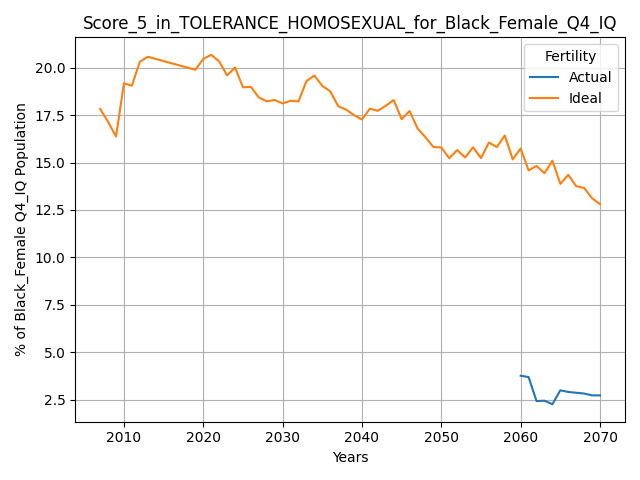 Score_5_in_TOLERANCE_HOMOSEXUAL_for_Black_Female_Q4_IQ
Fertility
Actual
Ideal
% of Black_Female Q4_IQ Population
20.0
17.5
15.0
12.5
10.0
7.5
5.0
2.5
2010 2020 2030 2040 2050 2060 2070
Years